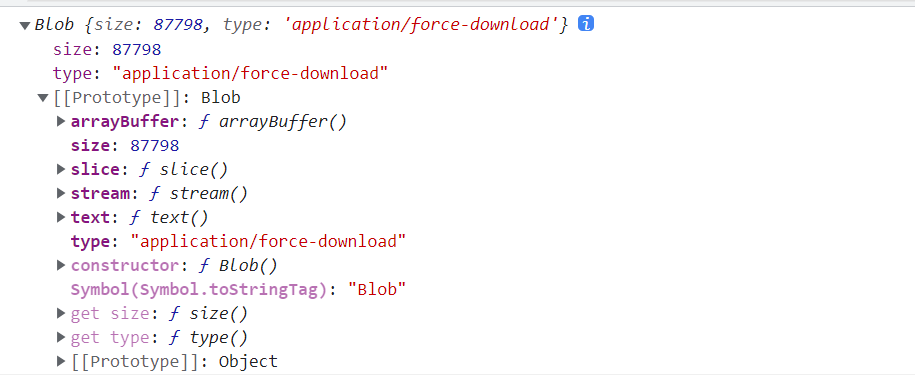 Blob {size: 87798, type: 'application/force-download'} i
size: 87798
type: "application/force-download"
[[Prototype]]: Blob
arrayBuffer: ƒ arrayBuffer()
size: 87798
slice: ƒ slice()
stream: ƒ stream()
text: ƒ text()
type: "application/force-download"
constructor: ƒ Blob()
Symbol(Symbol.toStringTag): "Blob"
get size: ƒ size()
get type: ƒ type()
[[Prototype]]: Object